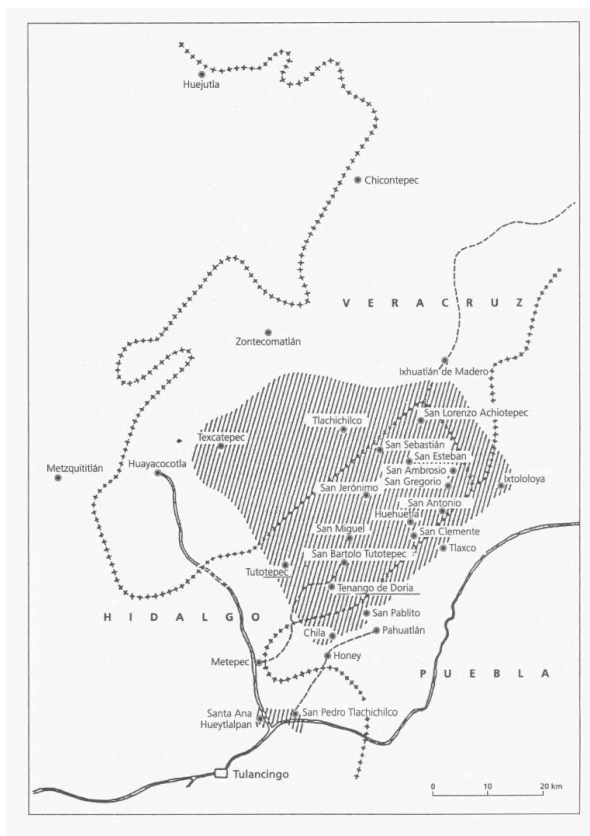 Huejutla
Chicontepec
V E R A C R U Z
Zontecomatlán
Ixhuatlán de Madero
San Lorenzo Achiotepec
Tlachichilco
Texcatepec
San Sebastián
San Esteban
Huayacocotla
San Ambrosio
Metzquititlán
San Gregorio
Ixtololoya
San Jerónimo
San Antonio
Huehuetla
San Miguel
San Clemente
San Bartolo Tutotepec
Tlaxco
Tutotepec
Tenango de Doria
H I D A L G O
San Pablito
Chila
Pahuatlán
Honey
Metepec
P U E B L A
Santa Ana
Hueytlalpan
San Pedro Tlachichilco
Tulancingo
0 10 20 km